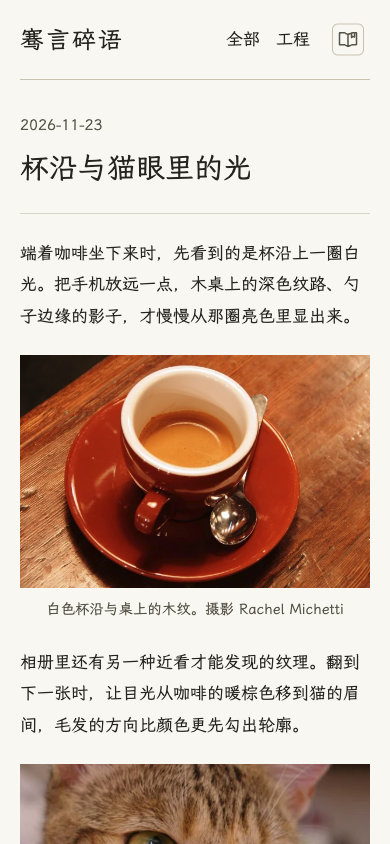 骞言碎语
全部 工程
2026-11-23
杯沿与猫眼里的光
端着咖啡坐下来时，先看到的是杯沿上一圈白
光。把手机放远一点，木桌上的深色纹路、勺
子边缘的影子，才慢慢从那圈亮色里显出来。
白色杯沿与桌上的木纹。摄影 Rachel Michetti
相册里还有另一种近看才能发现的纹理。翻到
下一张时，让目光从咖啡的暖棕色移到猫的眉
间，毛发的方向比颜色更先勾出轮廓。